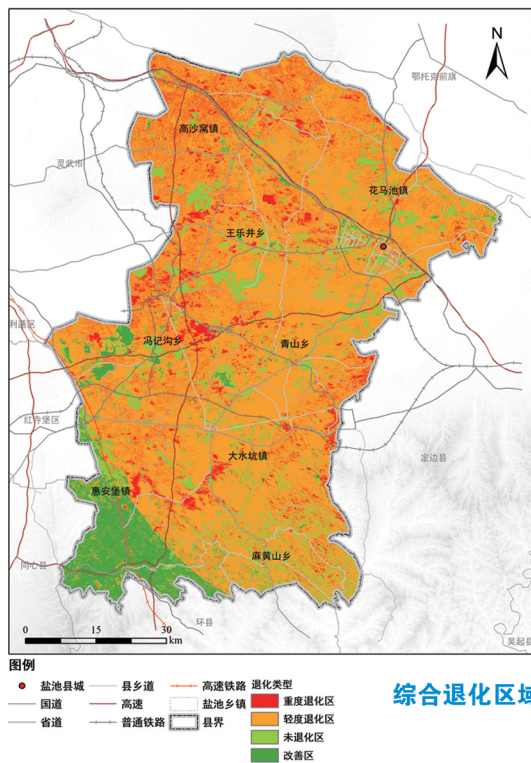 N
鄂托克前旗
高沙窝镇
灵武市
花马池镇
王乐井乡
利通区
冯记沟乡
青山乡
红寺堡区
大水坑镇
定边县
惠安堡镇
麻黄山乡
同心县
环县
吴起县
0 15 30
km
图例
盐池县城 县乡道 高速铁路 退化类型
国道 高速 盐池乡镇 重度退化区
省道 普通铁路 县界 轻度退化区
未退化区
改善区
综合退化区域